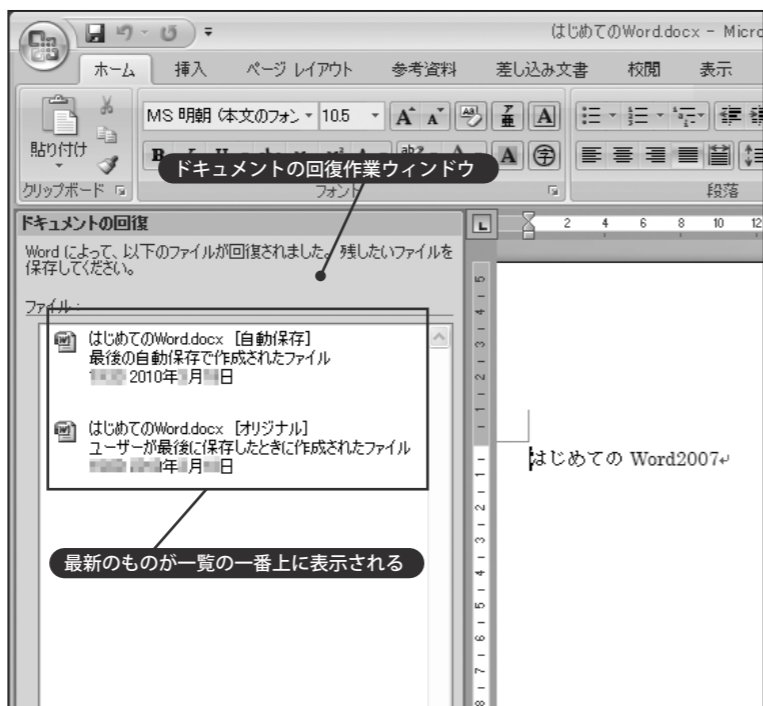 はじめてのWord.docx - Micro
ホーム 挿入 ページ レイアウト 参考資料 差し込み文書 校閲 表示
MS 明朝 (本文のフォン 10.5
貼り付け
クリップボード フォント 段落
ドキュメントの回復作業ウィンドウ
ドキュメントの回復
Word によって、以下のファイルが回復されました。残したいファイルを
保存してください。
ファイル:
はじめてのWord.docx [自動保存]
最後の自動保存で作成されたファイル
2010年 月 日
はじめてのWord.docx [オリジナル]
ユーザーが最後に保存したときに作成されたファイル
年 月 日
最新のものが一覧の一番上に表示される
2 4 6 8 10 12
はじめての Word2007